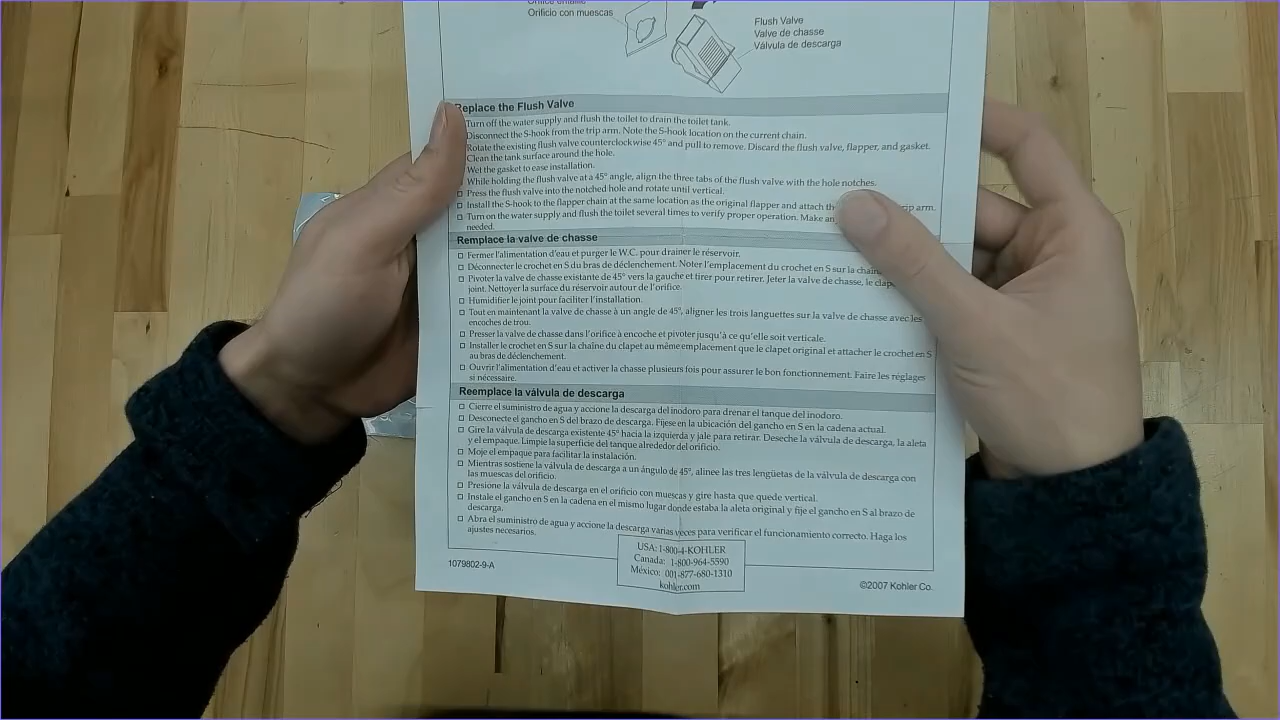 Orificio con muescas
Flush Valve
Valve de chasse
Válvula de descarga
Replace the Flush Valve
Turn off the water supply and flush the toilet to drain the toilet tank.
Disconnect the S-hook from the trip arm. Note the S-hook location on the current chain.
Rotate the existing flush valve counterclockwise 45° and pull to remove. Discard the flush valve, flapper, and gasket.
Clean the tank surface around the hole.
Wet the gasket to ease installation.
While holding the flush valve at a 45° angle, align the three tabs of the flush valve with the hole notches.
□ Press the flush valve into the notched hole and rotate until vertical.
□ Install the S-hook to the flapper chain at the same location as the original flapper and attach trip arm.
□ Turn on the water supply and flush the toilet several times to verify proper operation. Make
needed.
Remplace la valve de chasse
□ Fermer l'alimentation d'eau et purger le W.C. pour drainer le réservoir.
□ Déconnecter le crochet en S du bras de déclenchement. Noter l'emplacement du crochet en S sur la
□ Pivoter la valve de chasse existante de 45° vers la gauche et tirer pour retirer. Jeter la valve de chasse, le
joint. Nettoyer la surface du réservoir autour de l'orifice.
□ Humidifier le joint pour faciliter l'installation.
□ Tout en maintenant la valve de chasse à un angle de 45°, aligner les trois languettes sur la valve de chasse avec les
encoches de trou.
□ Presser la valve de chasse dans l'orifice à encoche et pivoter jusqu'à ce qu'elle soit verticale.
□ Installer le crochet en S sur la chaîne du clapet au même emplacement que le clapet original et attacher le crochet en S
au bras de déclenchement.
□ Ouvrir l'alimentation d'eau et activer la chasse plusieurs fois pour assurer le bon fonctionnement. Faire les réglages
si nécessaire.
Reemplace la válvula de descarga
□ Cierre el suministro de agua y accione la descarga del inodoro para drenar el tanque del inodoro.
□ Desconecte el gancho en S del brazo de descarga. Fíjese en la ubicación del gancho en S en la cadena actual.
□ Gire la válvula de descarga existente 45° hacia la izquierda y jale para retirar. Deseche la válvula de descarga, la aleta
y el empaque. Limpie la superficie del tanque alrededor del orificio.
□ Moje el empaque para facilitar la instalación.
□ Mientras sostiene la válvula de descarga a un ángulo de 45°, alinee las tres lengüetas de la válvula de descarga con
las muescas del orificio.
□ Presione la válvula de descarga en el orificio con muescas y gire hasta que quede vertical.
□ Instale el gancho en S en la cadena en el mismo lugar donde estaba la aleta original y fije el gancho en S al brazo de
descarga.
□ Abra el suministro de agua y accione la descarga varias veces para verificar el funcionamiento correcto. Haga los
ajustes necesarios.
USA: 1-800-4-KOHLER
Canada: 1-800-964-5590
México: 001-877-680-1310
kohler.com
1079802-9-A
©2007 Kohler Co.